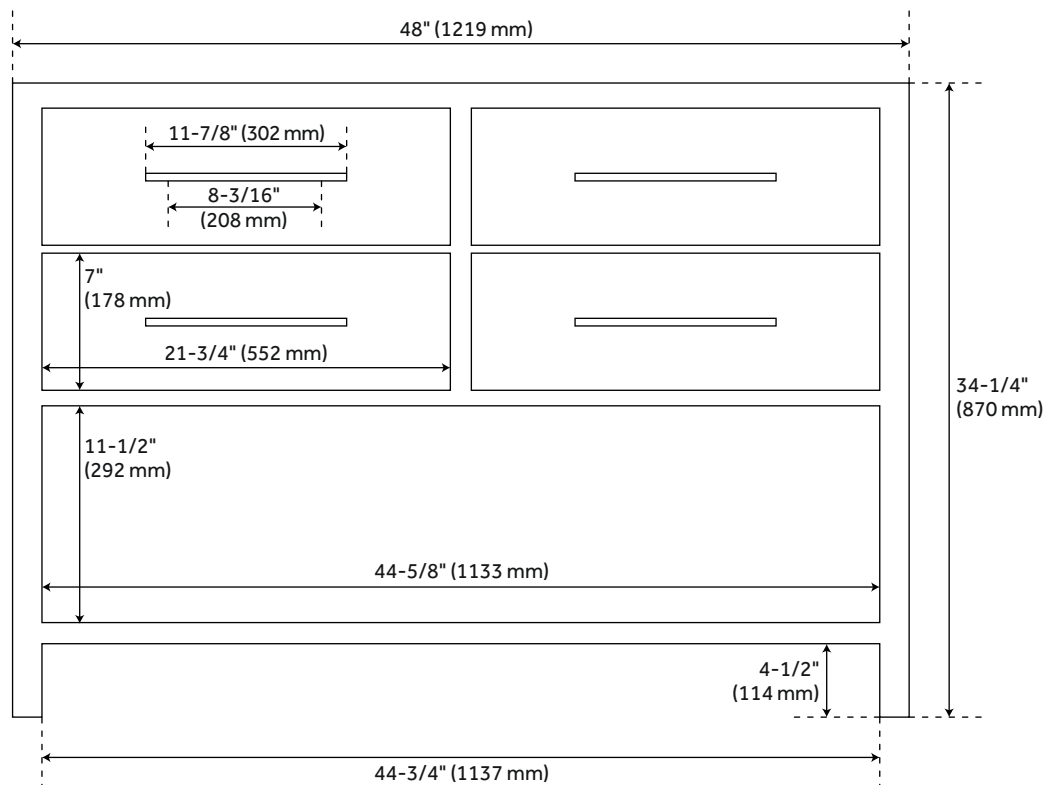 48" (1219 mm)
11-7/8" (302 mm)
8-3/16"
(208 mm)
7"
(178 mm)
21-3/4" (552 mm)
34-1/4"
(870 mm)
11-1/2"
(292 mm)
44-5/8" (1133 mm)
4-1/2"
(114 mm)
44-3/4" (1137 mm)